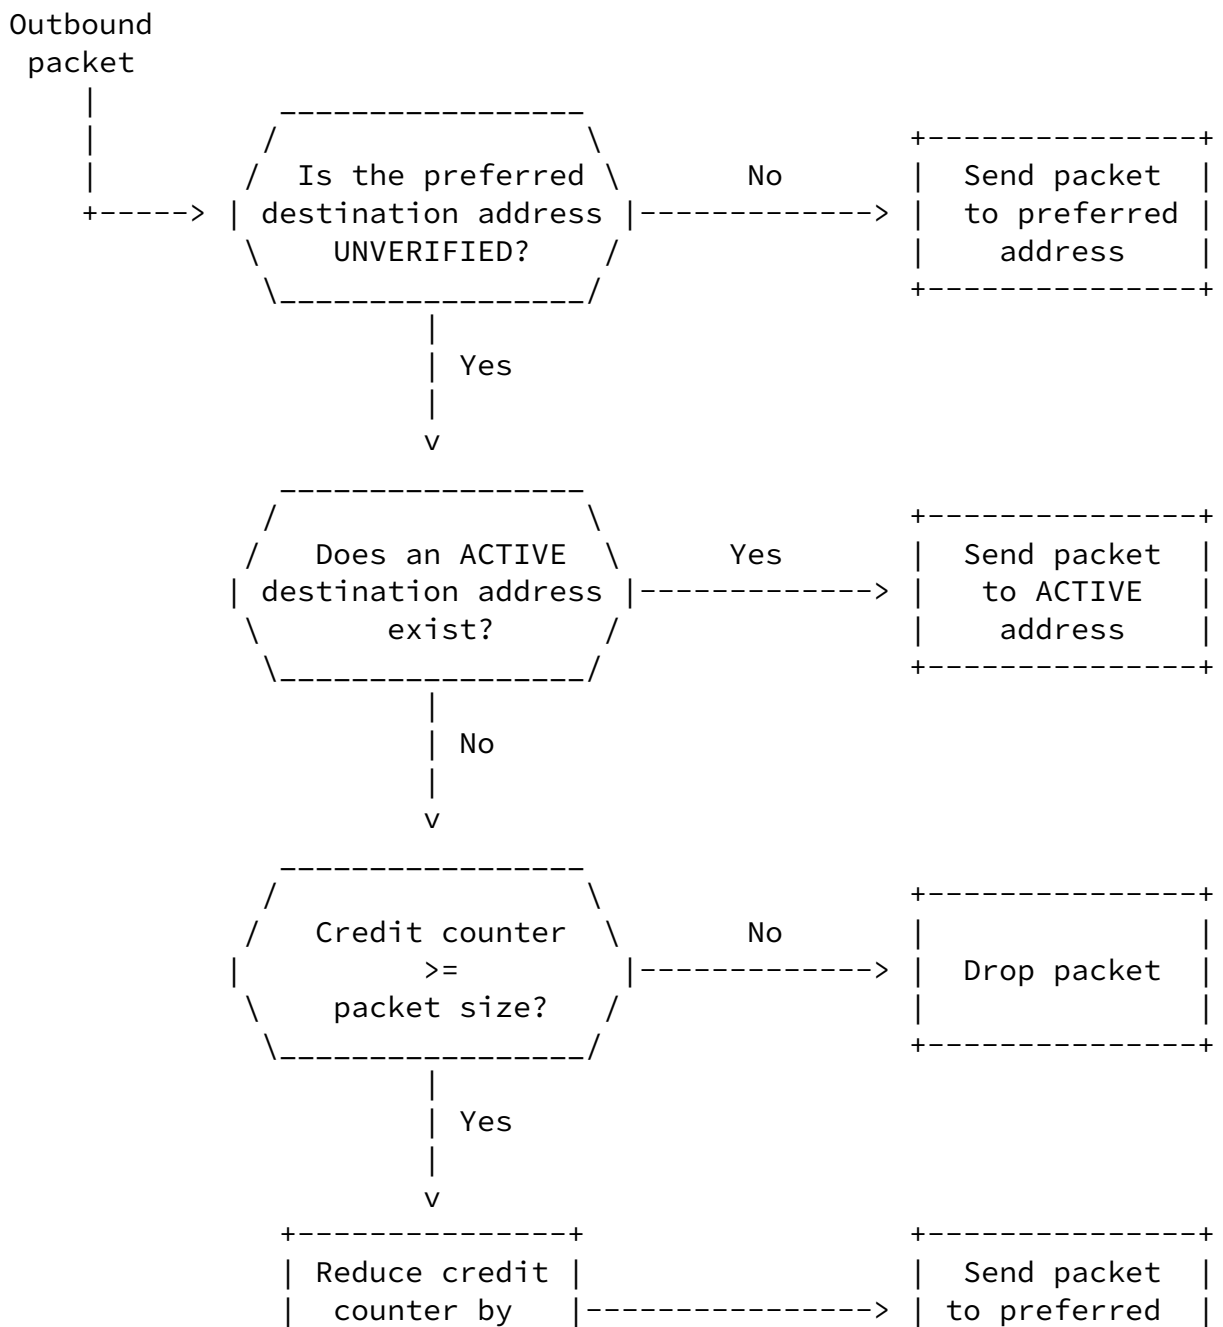 Outbound
packet
Is the preferred
destination address
UNVERIFIED?
No
Send packet
to preferred
address
Yes
Does an ACTIVE
destination address
exist?
Yes
Send packet
to ACTIVE
address
No
Credit counter
>=
packet size?
No
Drop packet
Yes
Reduce credit
counter by
Send packet
to preferred